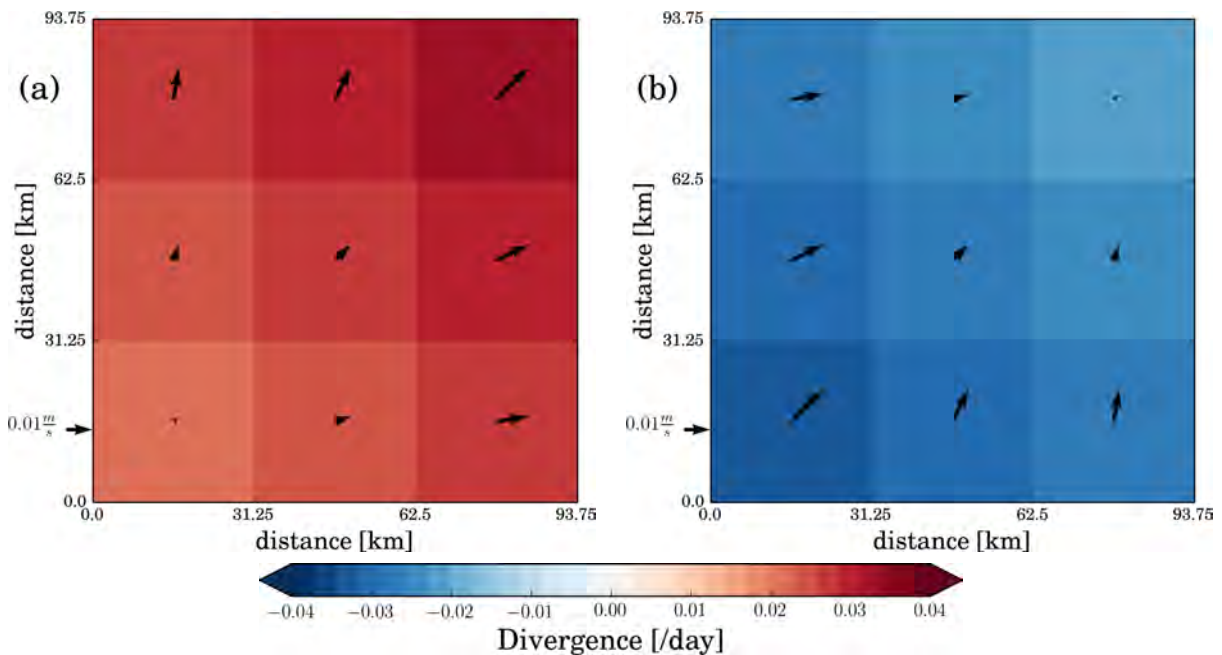 (a)
93.75
62.5
31.25
0.0
distance [km]
0.01 m/s
0.0 31.25 62.5 93.75
distance [km]
(b)
93.75
62.5
31.25
0.0
distance [km]
0.01 m/s
0.0 31.25 62.5 93.75
distance [km]
−0.04 −0.03 −0.02 −0.01 0.00 0.01 0.02 0.03 0.04
Divergence [/day]